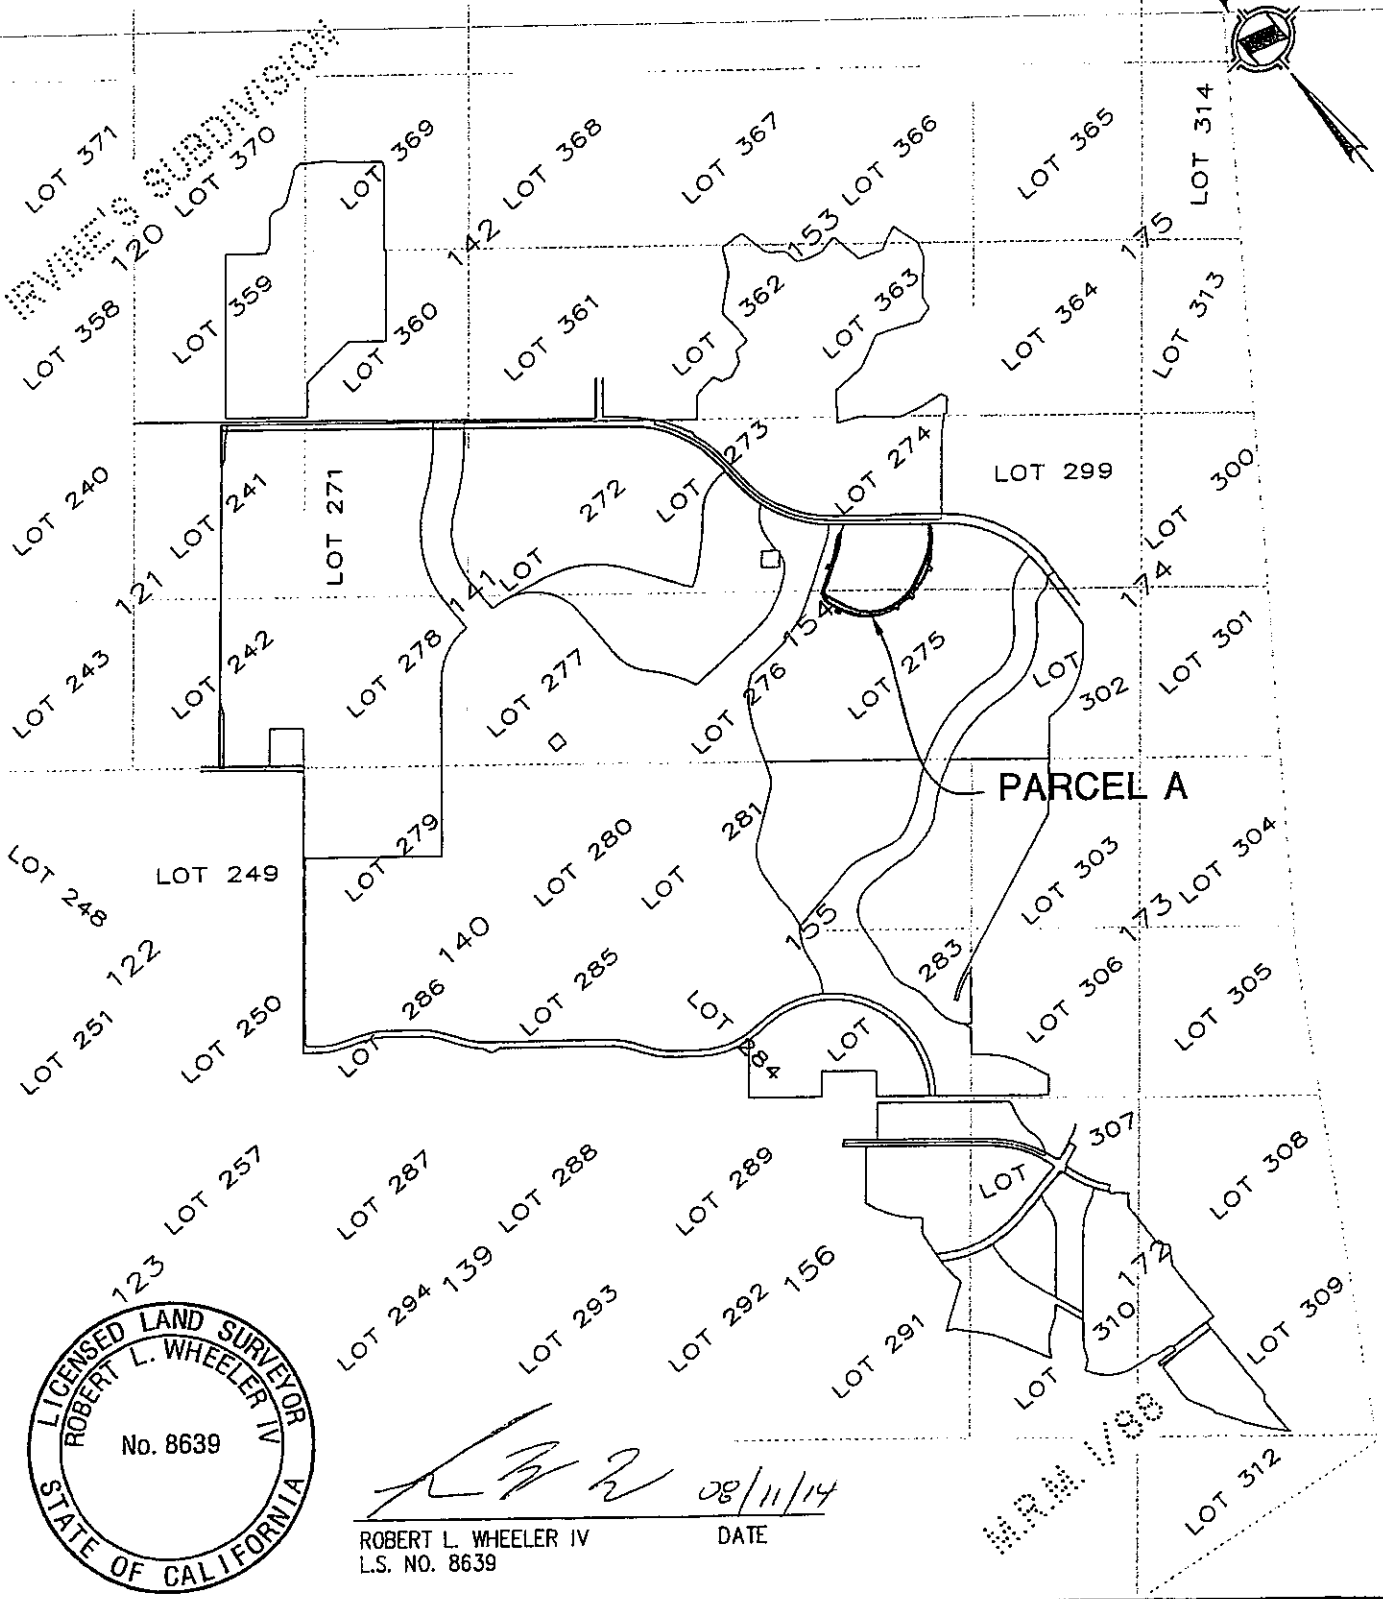 IRVINE'S SUBDIVISION
LOT 371
LOT 370
LOT 369
LOT 368
LOT 367
LOT 366
LOT 365
LOT 314
120
142
153
175
LOT 358
LOT 359
LOT 360
LOT 361
LOT 362
LOT 363
LOT 364
LOT 313
LOT 240
LOT 241
LOT 271
LOT 272
LOT 273
LOT 274
LOT 299
LOT 300
121
141
154
174
LOT 243
LOT 242
LOT 278
LOT 277
LOT 276
LOT 275
LOT 302
LOT 301
PARCEL A
LOT 248
LOT 249
LOT 279
LOT 280
LOT 281
LOT 303
LOT 304
122
140
155
173
LOT 251
LOT 250
LOT 286
LOT 285
LOT 284
LOT 283
LOT 306
LOT 305
LOT 257
LOT 287
LOT 288
LOT 289
LOT 307
LOT 308
123
139
156
172
LOT 294
LOT 293
LOT 292
LOT 291
LOT 310
LOT 309
M.R.M. 1/88
LOT 312
LICENSED LAND SURVEYOR
ROBERT L. WHEELER IV
No. 8639
STATE OF CALIFORNIA
08/11/14
ROBERT L. WHEELER IV DATE
L.S. NO. 8639